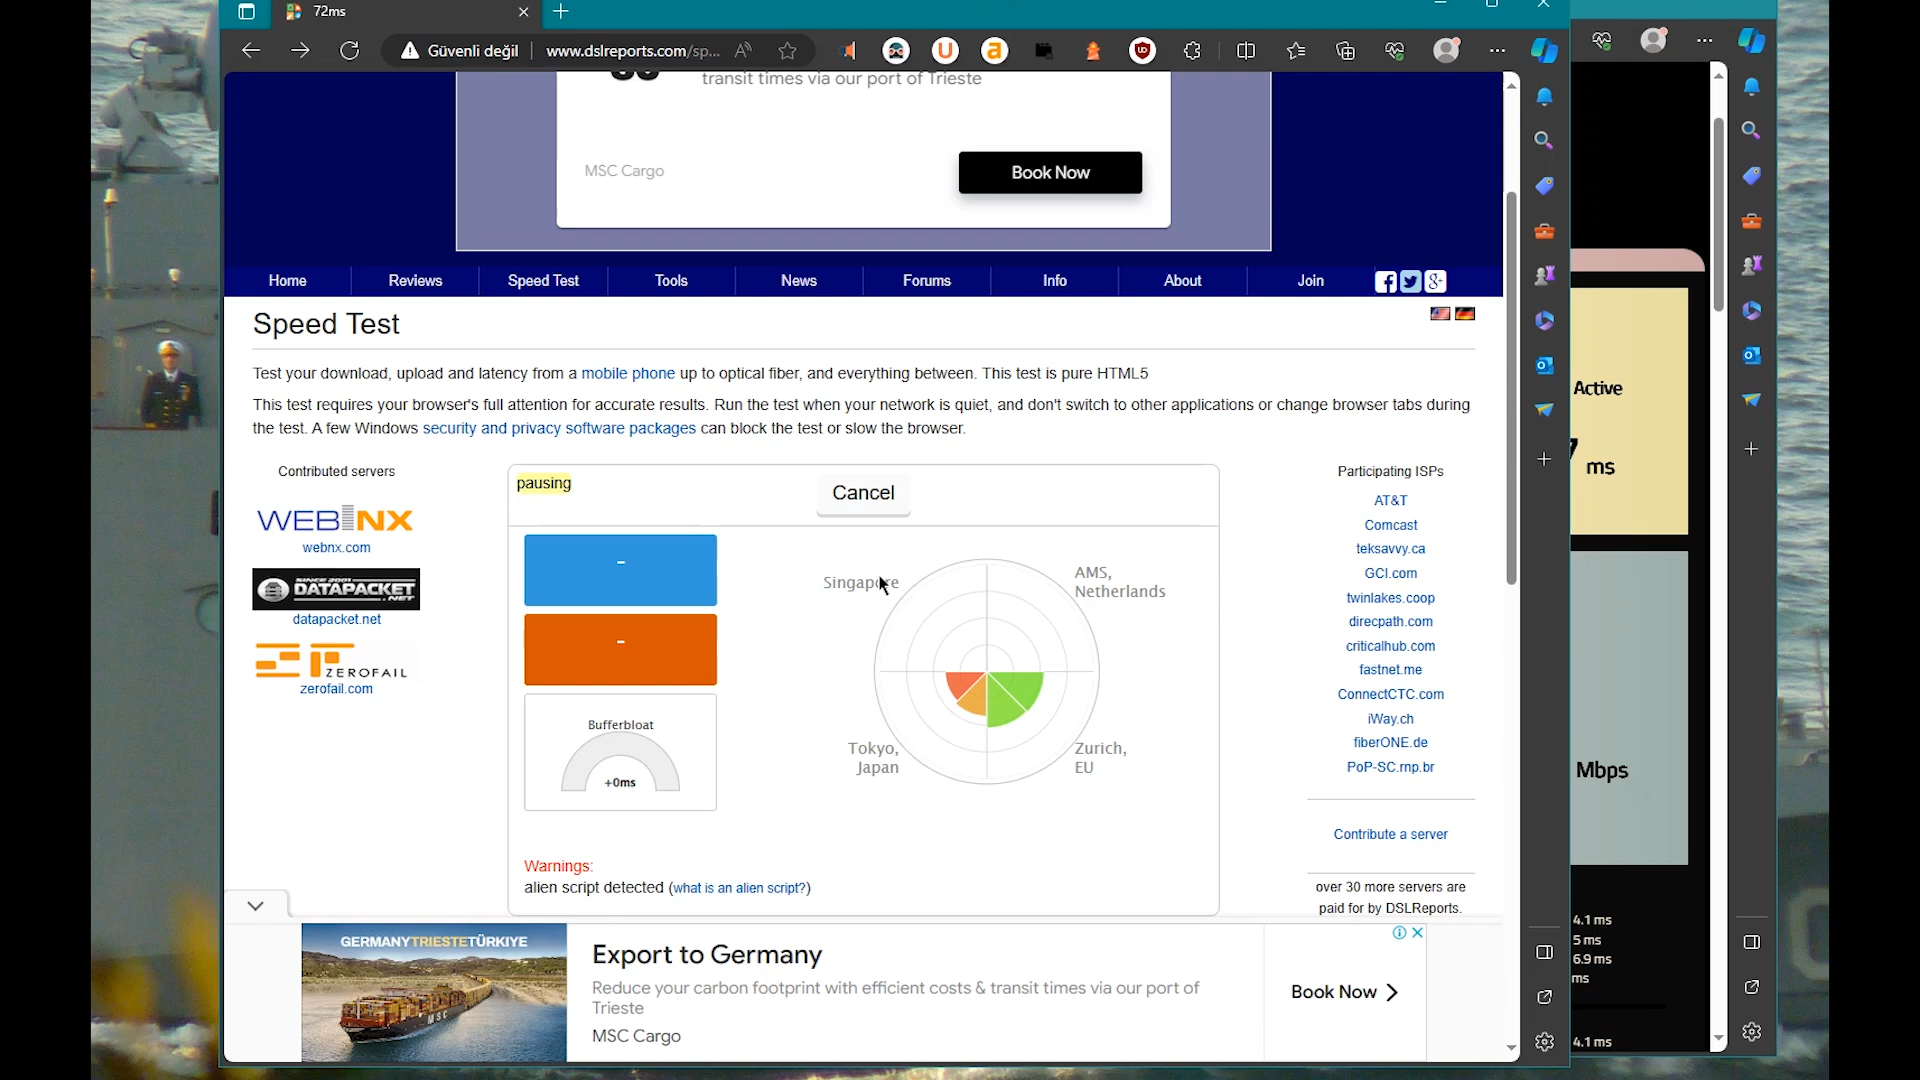 72ms
Güvenli değil
www.dslreports.com/sp...
transit times via our port of Trieste
MSC Cargo
Book Now
Home
Reviews
Speed Test
Tools
News
Forums
Info
About
Join
Speed Test
Test your download, upload and latency from a mobile phone up to optical fiber, and everything between. This test is pure HTML5
This test requires your browser's full attention for accurate results. Run the test when your network is quiet, and don't switch to other applications or change browser tabs during
the test. A few Windows security and privacy software packages can block the test or slow the browser.
Contributed servers
WEBNX
webnx.com
SINCE 2001
DATAPACKET
.NET
datapacket.net
ZEROFAIL
zerofail.com
pausing
Cancel
-
-
Bufferbloat
+0ms
Singapore
AMS,
Netherlands
Tokyo,
Japan
Zurich,
EU
Warnings:
alien script detected (what is an alien script?)
Participating ISPs
AT&T
Comcast
teksavvy.ca
GCI.com
twinlakes.coop
direcpath.com
criticalhub.com
fastnet.me
ConnectCTC.com
iWay.ch
fiberONE.de
PoP-SC.rnp.br
Contribute a server
over 30 more servers are
paid for by DSLReports.
GERMANYTRIESTETÜRKIYE
MSC
Export to Germany
Reduce your carbon footprint with efficient costs & transit times via our port of
Trieste
MSC Cargo
Book Now
Active
7 ms
Mbps
4.1 ms
5 ms
6.9 ms
ms
4.1 ms